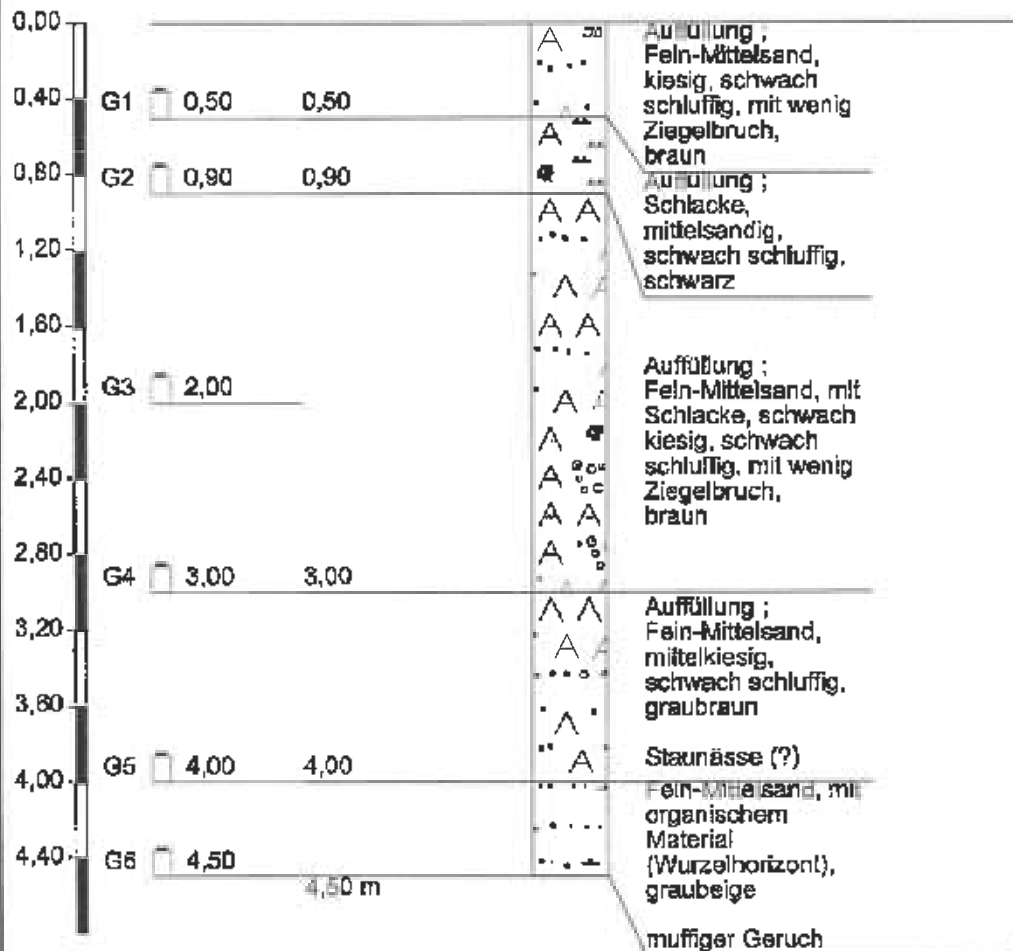 0,00
0,40
0,80
1,20
1,60
2,00
2,40
2,80
3,20
3,60
4,00
4,40
G1 0,50 0,50
G2 0,90 0,90
G3 2,00
G4 3,00 3,00
G5 4,00 4,00
G6 4,50
4,50 m
Auffüllung ;
Fein-Mittelsand,
kiesig, schwach
schluffig, mit wenig
Ziegelbruch,
braun
Auffüllung ;
Schlacke,
mittelsandig,
schwach schluffig,
schwarz
Auffüllung ;
Fein-Mittelsand, mit
Schlacke, schwach
kiesig, schwach
schluffig, mit wenig
Ziegelbruch,
braun
Auffüllung ;
Fein-Mittelsand,
mittelkiesig,
schwach schluffig,
graubraun
Staunässe (?)
Fein-Mittelsand, mit
organischem
Material
(Wurzelhorizont),
graubeige
muffiger Geruch